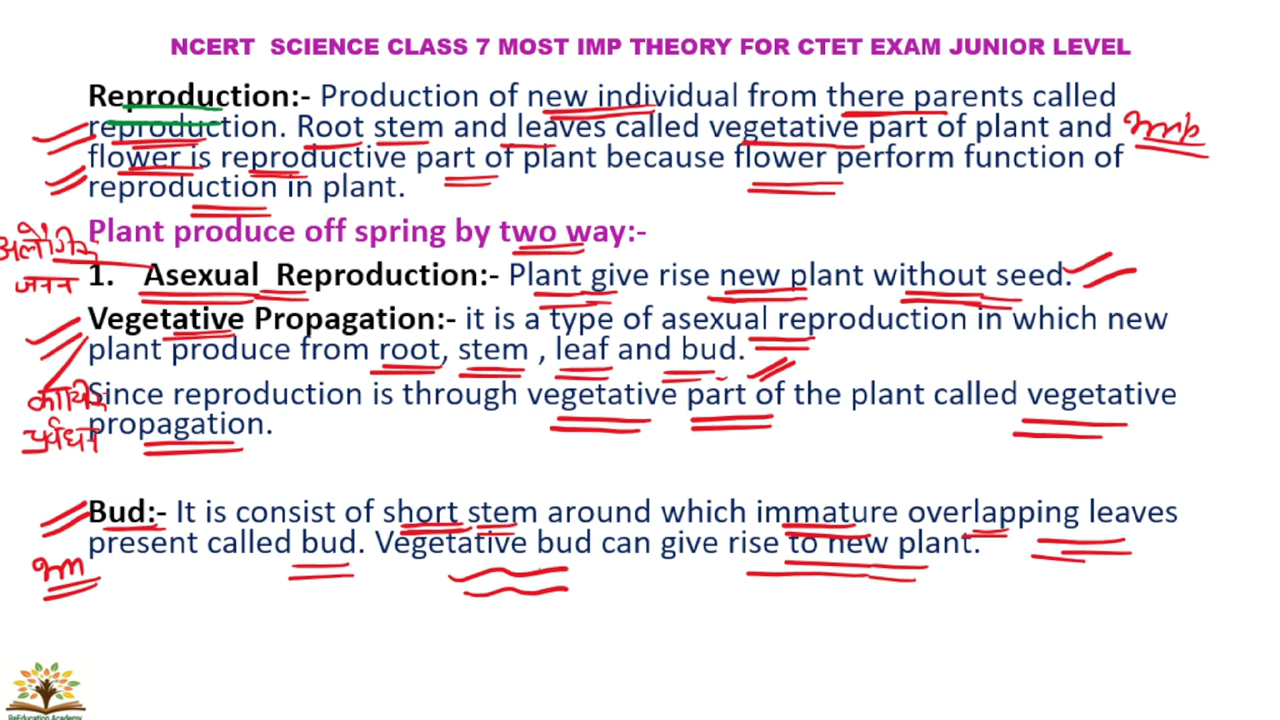 NCERT SCIENCE CLASS 7 MOST IMP THEORY FOR CTET EXAM JUNIOR LEVEL
Reproduction:- Production of new individual from there parents called
reproduction. Root stem and leaves called vegetative part of plant and
Imp
flower is reproductive part of plant because flower perform function of
reproduction in plant.
Plant produce off spring by two way:-
अलैंगिक
जनन
1. Asexual Reproduction:- Plant give rise new plant without seed.
Vegetative Propagation:- it is a type of asexual reproduction in which new
plant produce from root, stem , leaf and bud.
Since reproduction is through vegetative part of the plant called vegetative
propagation.
Bud:- It is consist of short stem around which immature overlapping leaves
present called bud. Vegetative bud can give rise to new plant.
ReEducation Academy